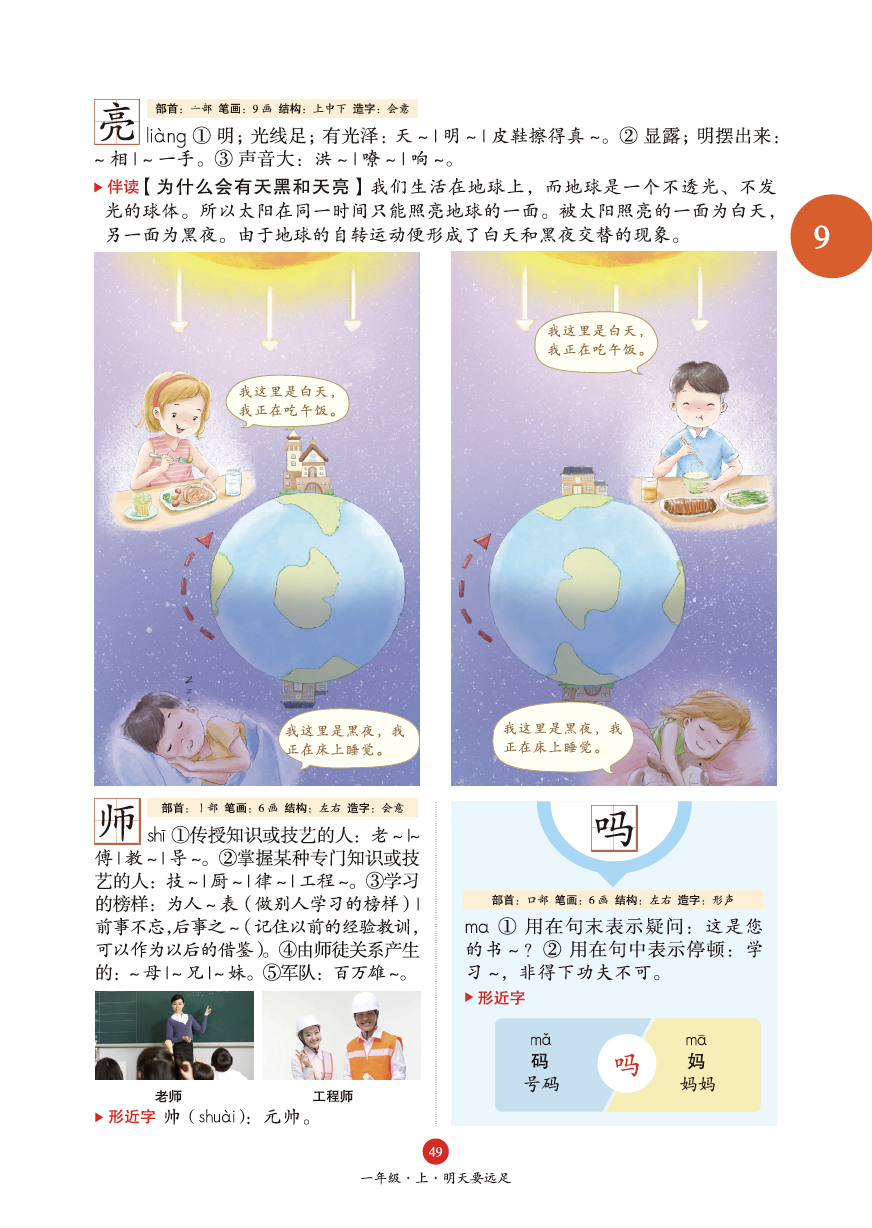 亮
部首：亠部 笔画：9画 结构：上中下 造字：会意
liàng ① 明；光线足；有光泽：天～|明～|皮鞋擦得真～。② 显露；明摆出来：
～相|～一手。③ 声音大：洪～|嘹～|响～。
伴读【为什么会有天黑和天亮】我们生活在地球上，而地球是一个不透光、不发
光的球体。所以太阳在同一时间只能照亮地球的一面。被太阳照亮的一面为白天，
另一面为黑夜。由于地球的自转运动便形成了白天和黑夜交替的现象。
9
我这里是白天，
我正在吃午饭。
z
z
z
我这里是黑夜，我
正在床上睡觉。
我这里是白天，
我正在吃午饭。
我这里是黑夜，我
正在床上睡觉。
师
部首：丨部 笔画：6画 结构：左右 造字：会意
shī ①传授知识或技艺的人：老～|～
傅|教～|导～。②掌握某种专门知识或技
艺的人：技～|厨～|律～|工程～。③学习
的榜样：为人～表（做别人学习的榜样）|
前事不忘，后事之～（记住以前的经验教训，
可以作为以后的借鉴）。④由师徒关系产生
的：～母|～兄|～妹。⑤军队：百万雄～。
老师
工程师
形近字 帅（shuài）：元帅。
吗
部首：口部 笔画：6画 结构：左右 造字：形声
ma ① 用在句末表示疑问：这是您
的书～？② 用在句中表示停顿：学
习～，非得下功夫不可。
形近字
mǎ
码
号码
吗
mā
妈
妈妈
49
一年级·上·明天要远足